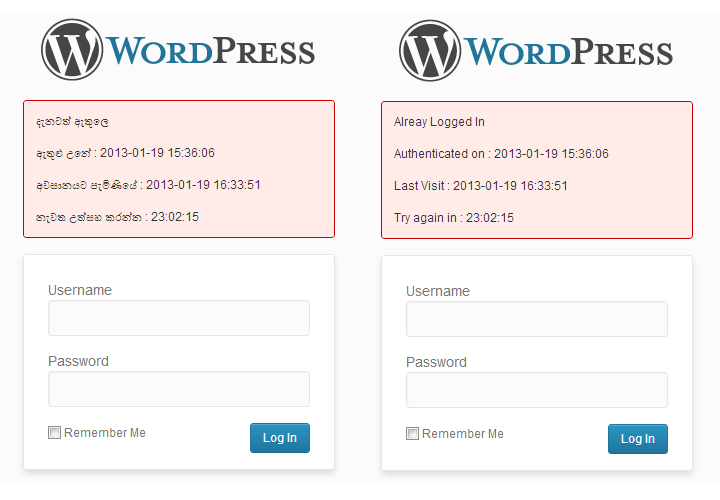 WORDPRESS
දැනටත් ඇතුලෙ
ඇතුළු උනේ : 2013-01-19 15:36:06
අවසානයට පැමිණියේ : 2013-01-19 16:33:51
නැවත උත්සහ කරන්න : 23:02:15
Username
Password
Remember Me
Log In
WORDPRESS
Alreay Logged In
Authenticated on : 2013-01-19 15:36:06
Last Visit : 2013-01-19 16:33:51
Try again in : 23:02:15
Username
Password
Remember Me
Log In